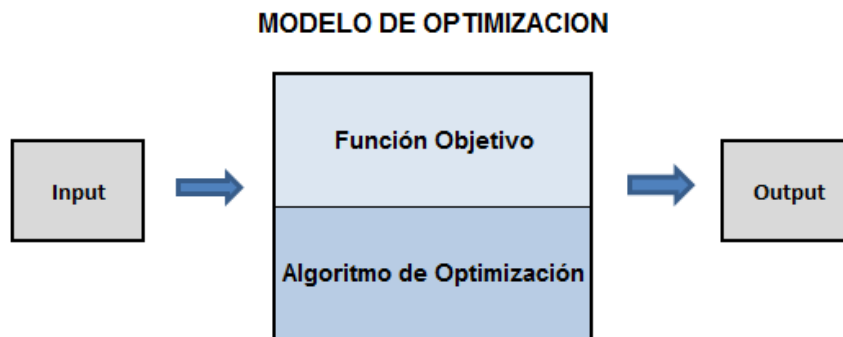 MODELO DE OPTIMIZACION
Función Objetivo
Input
Output
Algoritmo de Optimización